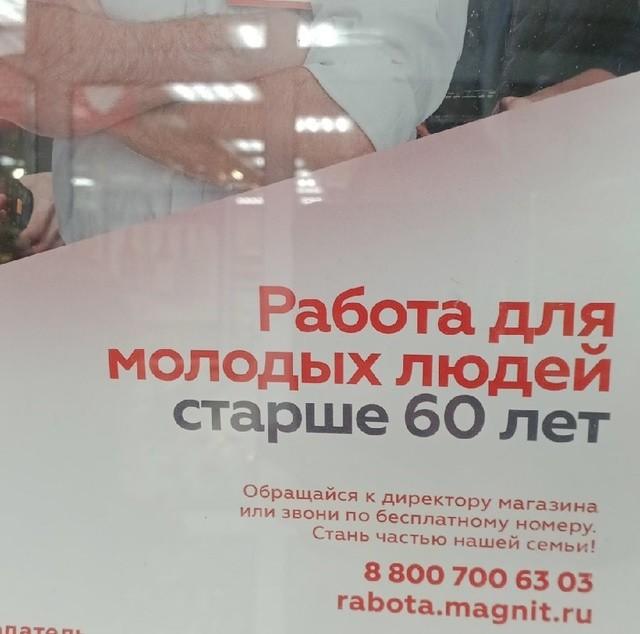 Работа для
молодых людей
старше 60 лет
Обращайся к директору магазина
или звони по бесплатному номеру.
Стань частью нашей семьи!
8 800 700 63 03
rabota.magnit.ru